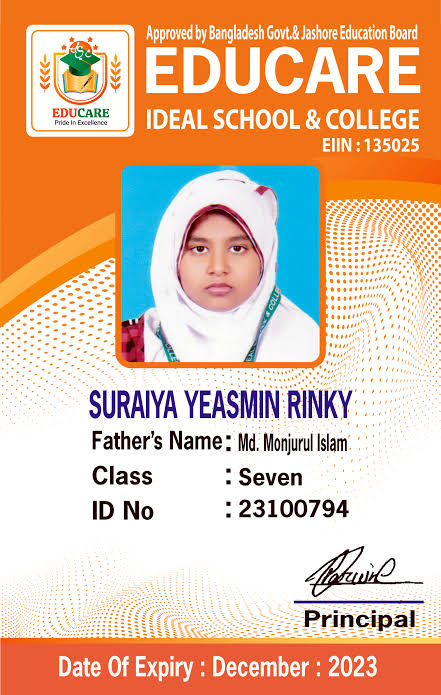 Approved by Bangladesh Govt.& Jashore Education Board
EDUCARE
IDEAL SCHOOL & COLLEGE
EIIN : 135025
EDUCARE
Pride In Excellence
SURAIYA YEASMIN RINKY
Father's Name : Md. Monjurul Islam
Class : Seven
ID No : 23100794
Principal
Date Of Expiry : December : 2023